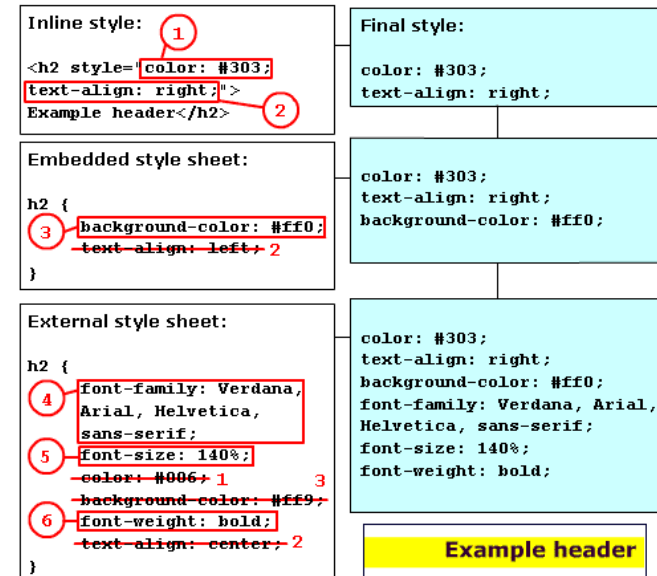 Inline style:
1
<h2 style="color: #303;
text-align: right;">
2
Example header</h2>
Final style:
color: #303;
text-align: right;
Embedded style sheet:
h2 {
3
background-color: #ff0;
text-align: left; 2
}
color: #303;
text-align: right;
background-color: #ff0;
External style sheet:
h2 {
4
font-family: Verdana,
Arial, Helvetica,
sans-serif;
5
font-size: 140%;
color: #006; 1
background-color: #ff9; 3
6
font-weight: bold;
text-align: center; 2
}
color: #303;
text-align: right;
background-color: #ff0;
font-family: Verdana, Arial,
Helvetica, sans-serif;
font-size: 140%;
font-weight: bold;
Example header